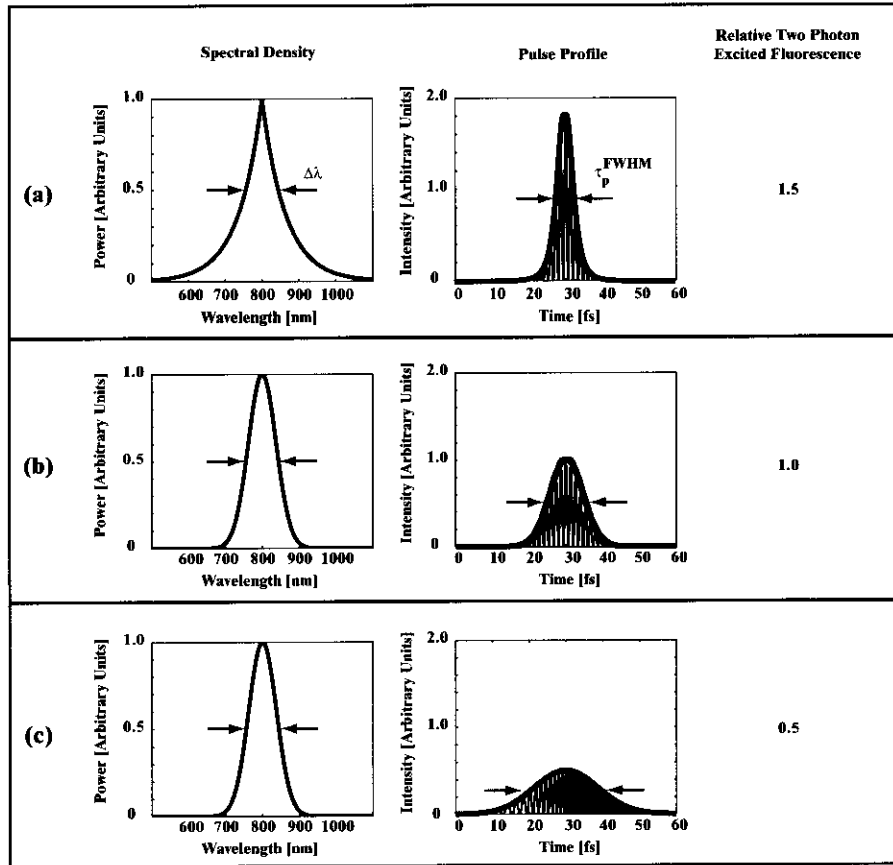 Spectral Density
Pulse Profile
Relative Two Photon
Excited Fluorescence
(a)
Power [Arbitrary Units]
1.0
0.5
0
Δλ
600 700 800 900 1000
Wavelength [nm]
Intensity [Arbitrary Units]
2.0
1.0
0
τp FWHM
0 10 20 30 40 50 60
Time [fs]
1.5
(b)
Power [Arbitrary Units]
1.0
0.5
0
600 700 800 900 1000
Wavelength [nm]
Intensity [Arbitrary Units]
2.0
1.0
0
0 10 20 30 40 50 60
Time [fs]
1.0
(c)
Power [Arbitrary Units]
1.0
0.5
0
600 700 800 900 1000
Wavelength [nm]
Intensity [Arbitrary Units]
2.0
1.0
0
0 10 20 30 40 50 60
Time [fs]
0.5